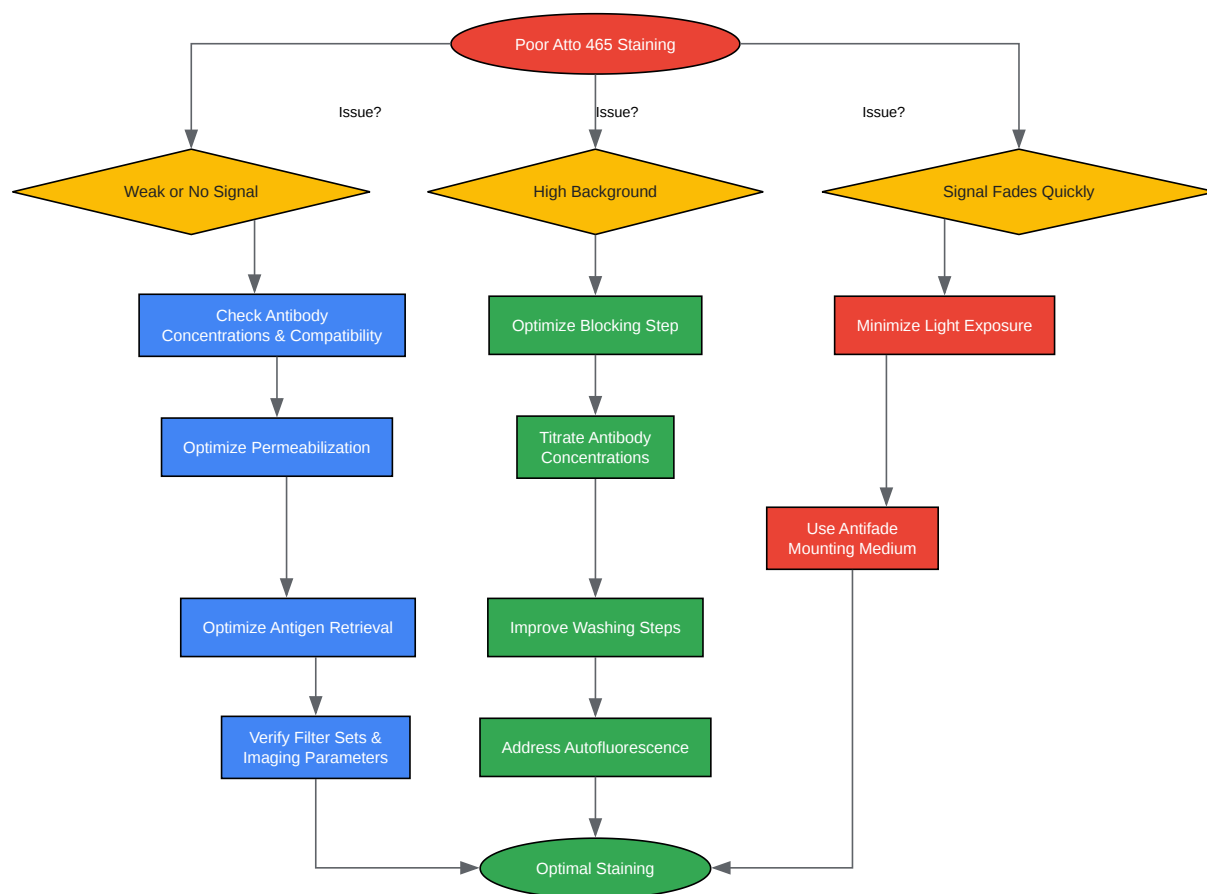 Poor Atto 465 Staining
Issue?
Issue?
Issue?
Weak or No Signal
High Background
Signal Fades Quickly
Check Antibody
Concentrations & Compatibility
Optimize Blocking Step
Minimize Light Exposure
Optimize Permeabilization
Titrate Antibody
Concentrations
Use Antifade
Mounting Medium
Optimize Antigen Retrieval
Improve Washing Steps
Verify Filter Sets &
Imaging Parameters
Address Autofluorescence
Optimal Staining